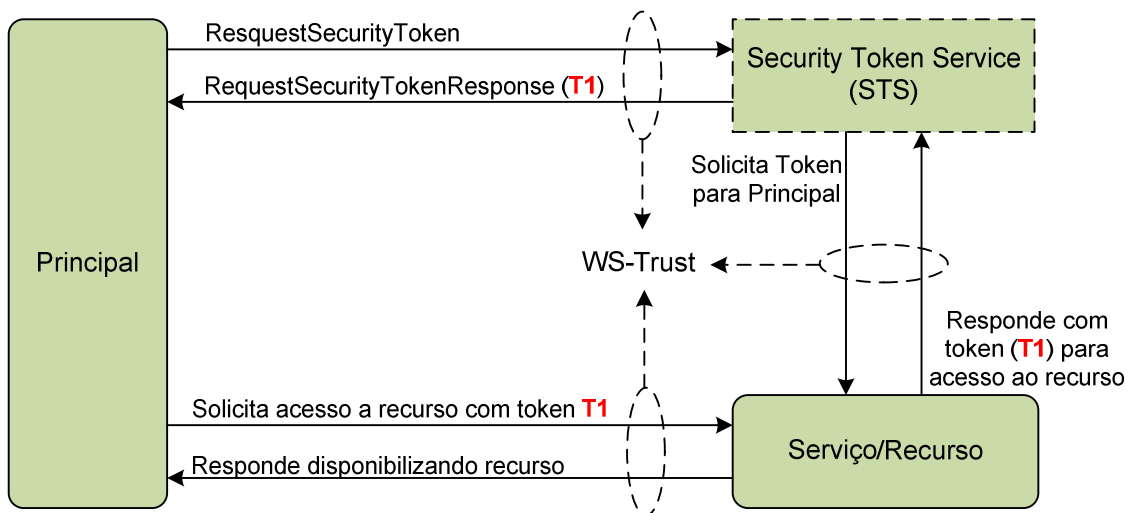 ResquestSecurityToken
RequestSecurityTokenResponse (T1)
Security Token Service
(STS)
Solicita Token
para Principal
Principal
WS-Trust
Responde com
token (T1) para
acesso ao recurso
Solicita acesso a recurso com token T1
Responde disponibilizando recurso
Serviço/Recurso